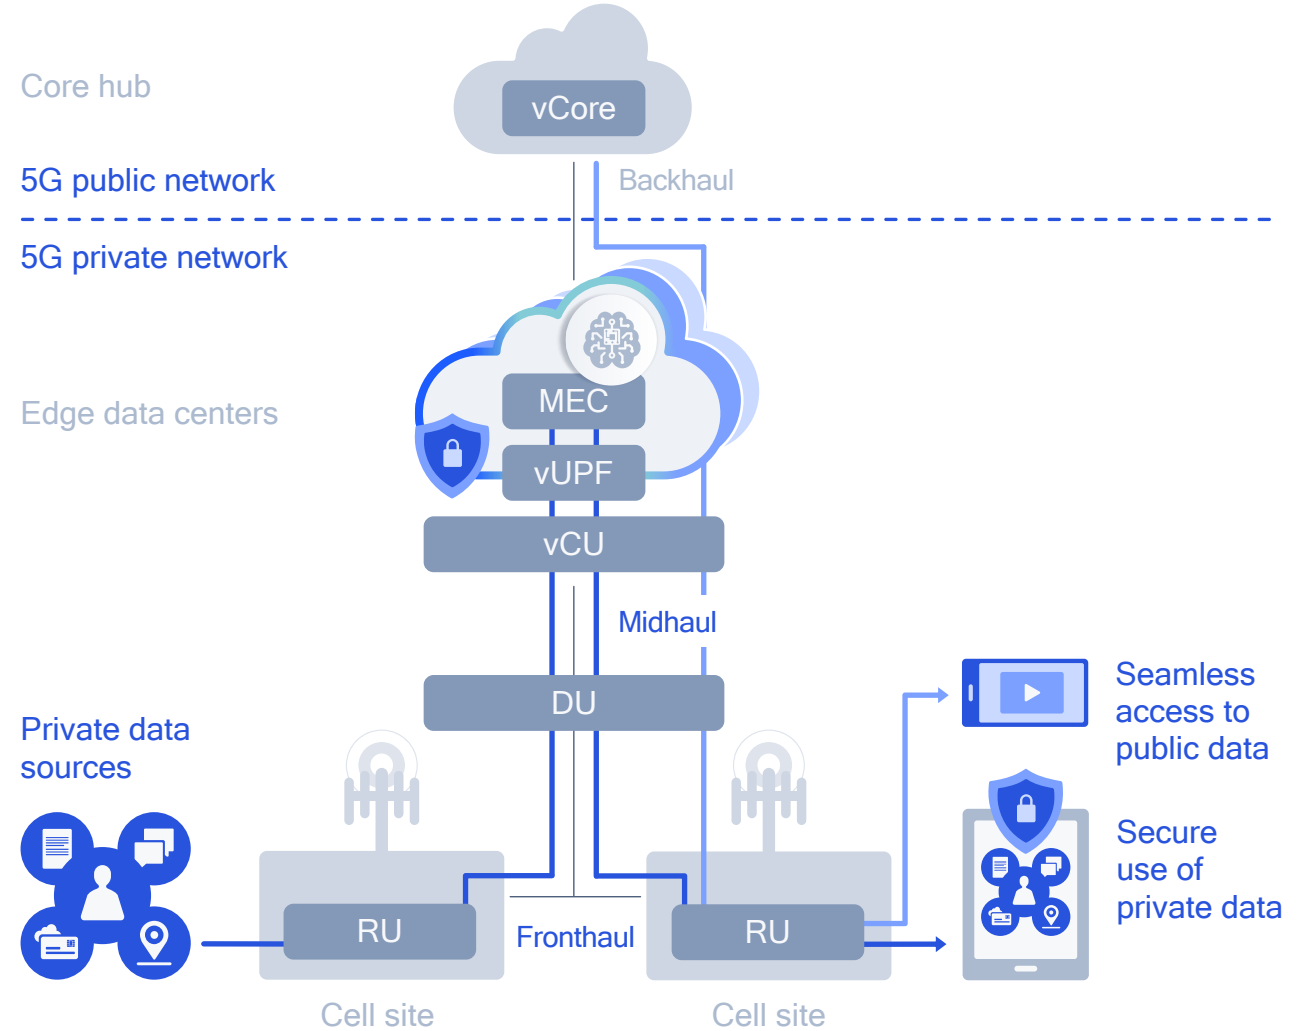 Core hub
vCore
5G public network
Backhaul
5G private network
MEC
Edge data centers
vUPF
vCU
Midhaul
DU
Seamless
access to
public data
Private data
sources
Secure
use of
private data
RU
Fronthaul
RU
Cell site
Cell site